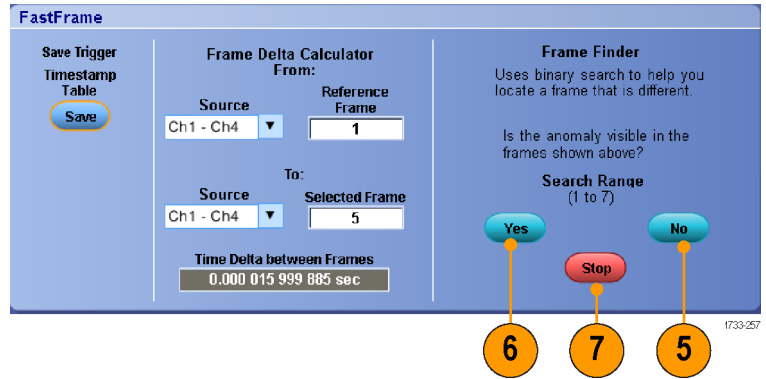 FastFrame
Save Trigger
Timestamp
Table
Save
Frame Delta Calculator
From:
Source
Reference
Frame
Ch1 - Ch4
1
To:
Source
Selected Frame
Ch1 - Ch4
5
Time Delta between Frames
0.000 015 999 885 sec
Frame Finder
Uses binary search to help you
locate a frame that is different.
Is the anomaly visible in the
frames shown above?
Search Range
(1 to 7)
Yes
No
Stop
6
7
5
1733-257